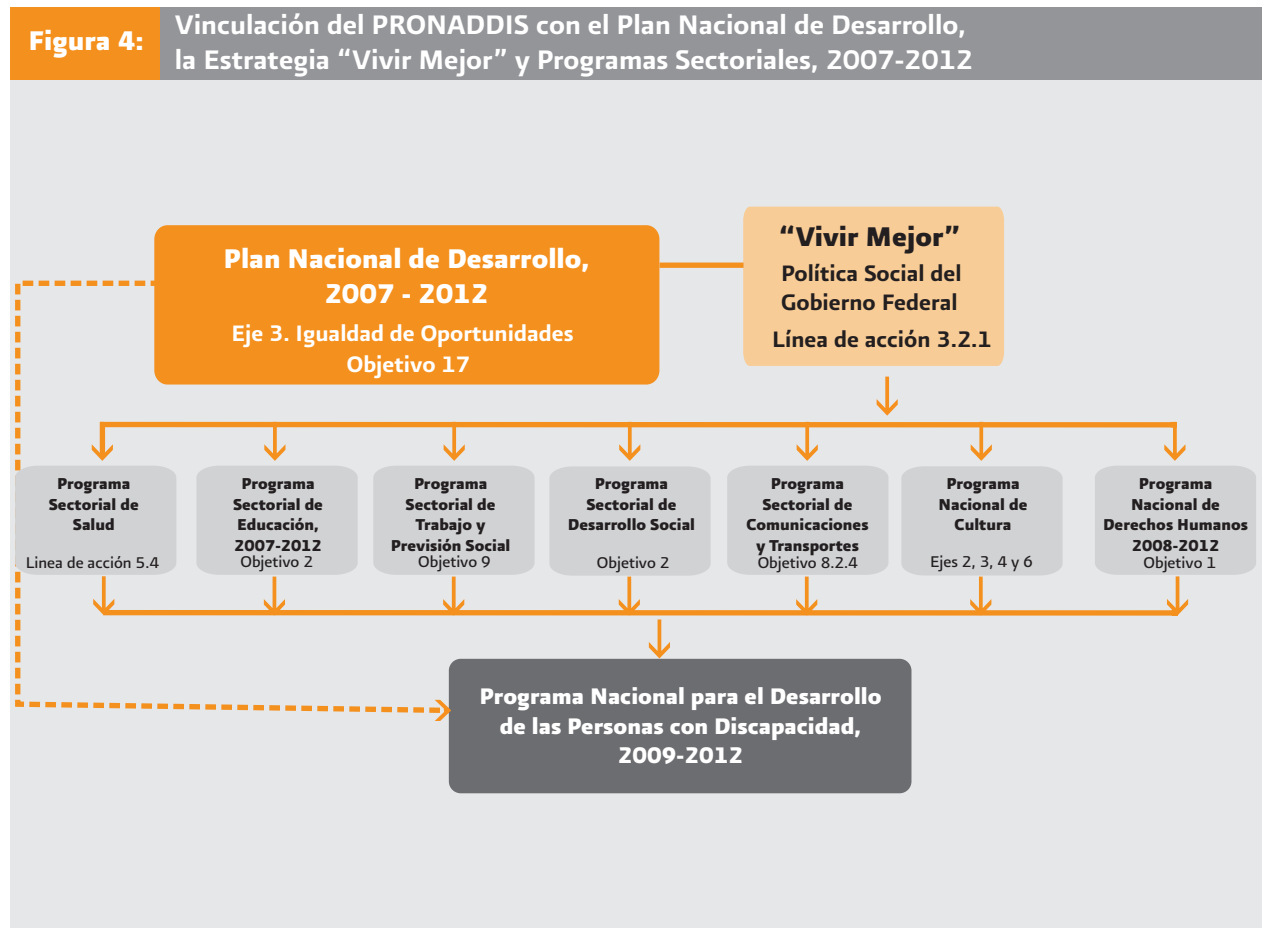 Figura 4:
Vinculación del PRONADDIS con el Plan Nacional de Desarrollo,
la Estrategia “Vivir Mejor” y Programas Sectoriales, 2007-2012
Plan Nacional de Desarrollo,
2007 - 2012
Eje 3. Igualdad de Oportunidades
Objetivo 17
“Vivir Mejor”
Política Social del
Gobierno Federal
Línea de acción 3.2.1
Programa
Sectorial de
Salud
Linea de acción 5.4
Programa
Sectorial de
Educación,
2007-2012
Objetivo 2
Programa
Sectorial de
Trabajo y
Previsión Social
Objetivo 9
Programa
Sectorial de
Desarrollo Social
Objetivo 2
Programa
Sectorial de
Comunicaciones
y Transportes
Objetivo 8.2.4
Programa
Nacional de
Cultura
Ejes 2, 3, 4 y 6
Programa
Nacional de
Derechos Humanos
2008-2012
Objetivo 1
Programa Nacional para el Desarrollo
de las Personas con Discapacidad,
2009-2012